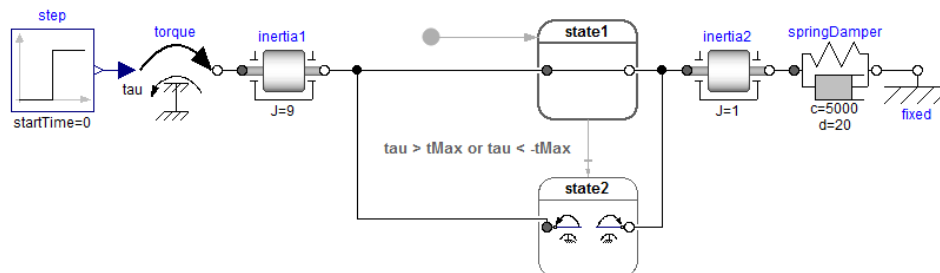 step
startTime=0
torque
tau
inertia1
J=9
state1
tau > tMax or tau < -tMax
state2
inertia2
J=1
springDamper
c=5000
d=20
fixed